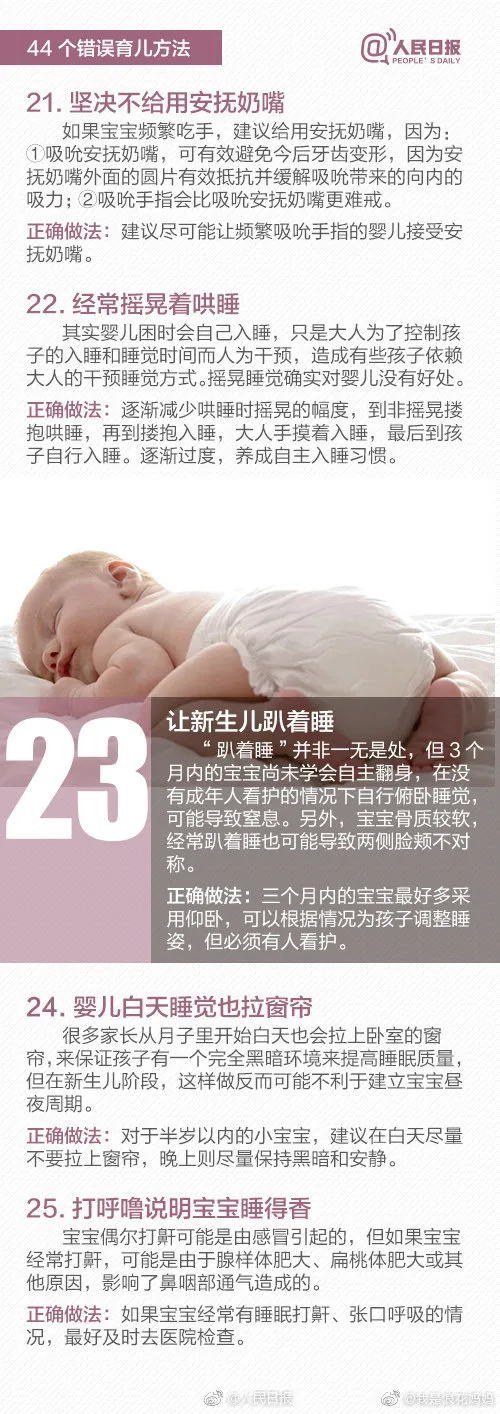 44 个错误育儿方法
@人民日报
PEOPLE'S DAILY
21. 坚决不给用安抚奶嘴
如果宝宝频繁吃手，建议给用安抚奶嘴，因为：
①吸吮安抚奶嘴，可有效避免今后牙齿变形，因为安
抚奶嘴外面的圆片有效抵抗并缓解吸吮带来的向内的
吸力；②吸吮手指会比吸吮安抚奶嘴更难戒。
正确做法：建议尽可能让频繁吸吮手指的婴儿接受安
抚奶嘴。
22. 经常摇晃着哄睡
其实婴儿困时会自己入睡，只是大人为了控制孩
子的入睡和睡觉时间而人为干预，造成有些孩子依赖
大人的干预睡觉方式。摇晃睡觉确实对婴儿没有好处。
正确做法：逐渐减少哄睡时摇晃的幅度，到非摇晃搂
抱哄睡，再到搂抱入睡，大人手摸着入睡，最后到孩
子自行入睡。逐渐过度，养成自主入睡习惯。
23
让新生儿趴着睡
“趴着睡”并非一无是处，但 3 个
月内的宝宝尚未学会自主翻身，在没
有成年人看护的情况下自行俯卧睡觉，
可能导致窒息。另外，宝宝骨质较软，
经常趴着睡也可能导致两侧脸颊不对
称。
正确做法：三个月内的宝宝最好多采
用仰卧，可以根据情况为孩子调整睡
姿，但必须有人看护。
24. 婴儿白天睡觉也拉窗帘
很多家长从月子里开始白天也会拉上卧室的窗
帘，来保证孩子有一个完全黑暗环境来提高睡眠质量，
但在新生儿阶段，这样做反而可能不利于建立宝宝昼
夜周期。
正确做法：对于半岁以内的小宝宝，建议在白天尽量
不要拉上窗帘，晚上则尽量保持黑暗和安静。
25. 打呼噜说明宝宝睡得香
宝宝偶尔打鼾可能是由感冒引起的，但如果宝宝
经常打鼾，可能是由于腺样体肥大、扁桃体肥大或其
他原因，影响了鼻咽部通气造成的。
正确做法：如果宝宝经常有睡眠打鼾、张口呼吸的情
况，最好及时去医院检查。
@人民日报
@我是浪花妈妈